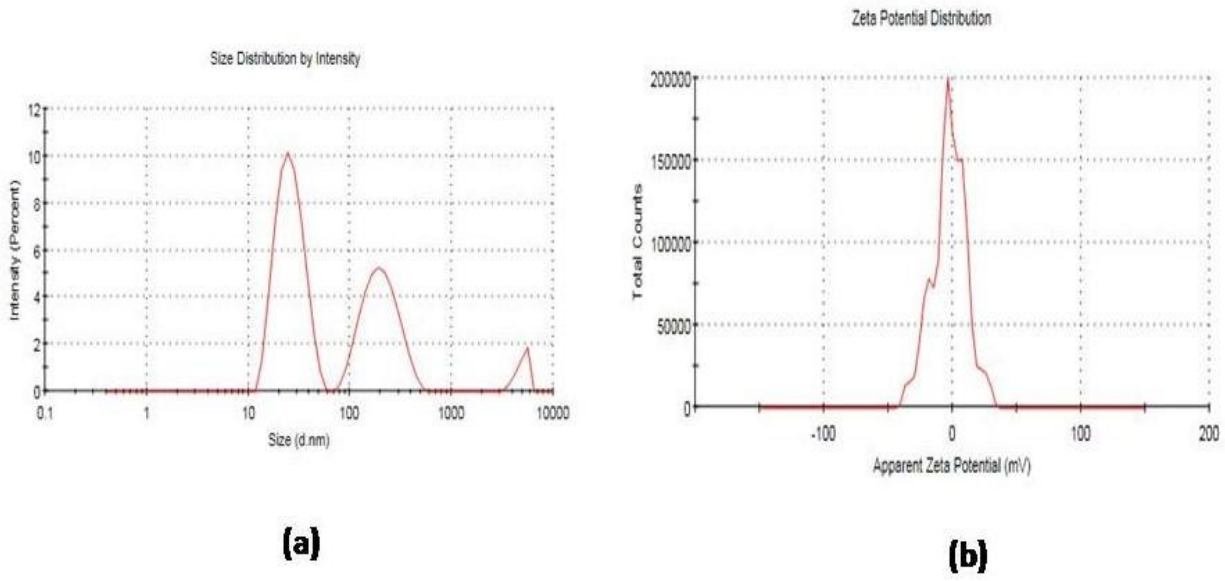 Size Distribution by Intensity
Intensity (Percent)
12
10
8
6
4
2
0
0.1 1 10 100 1000 10000
Size (d.nm)
(a)
Zeta Potential Distribution
Total Counts
200000
150000
100000
50000
0
-100 0 100 200
Apparent Zeta Potential (mV)
(b)